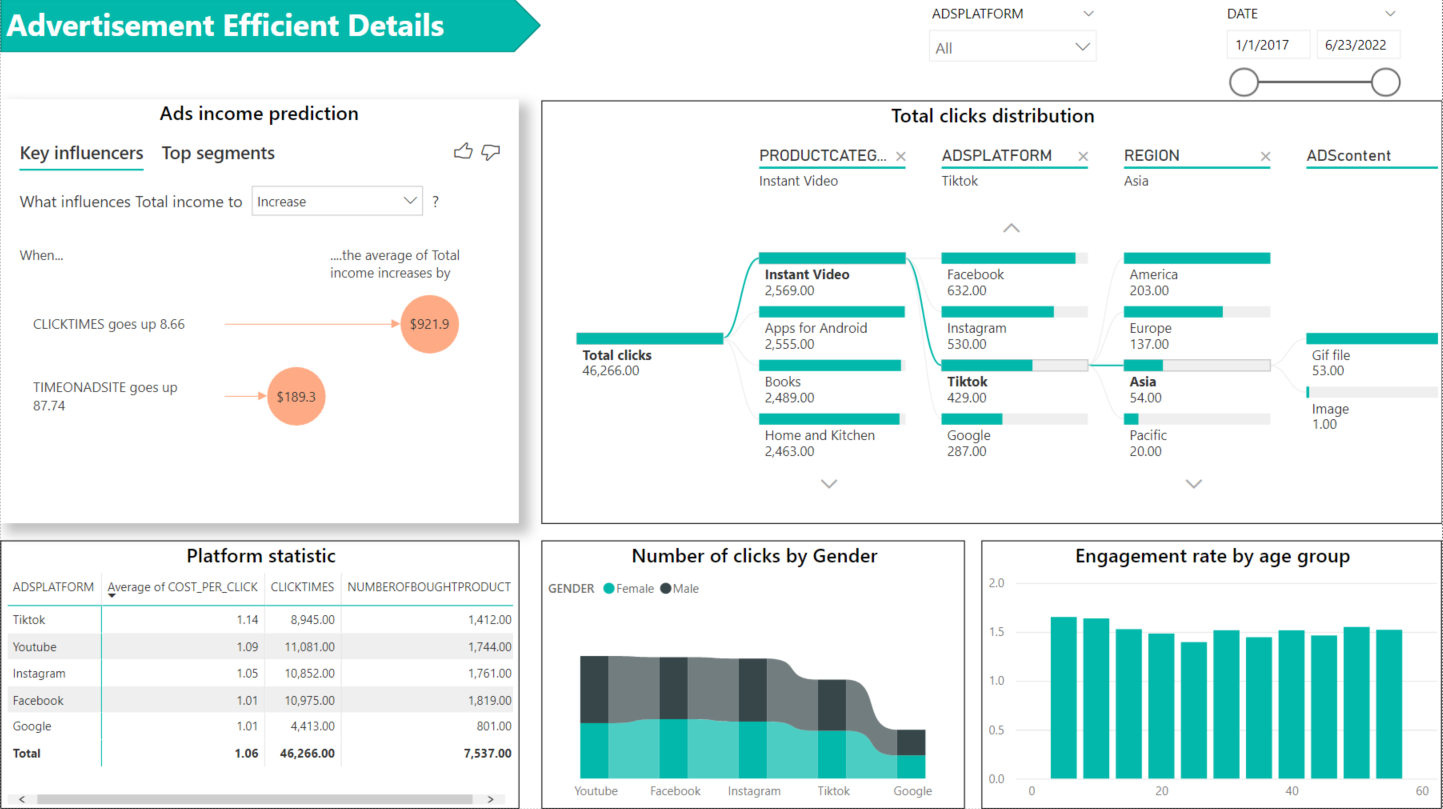 Advertisement Efficient Details
ADSPLATFORM
All
DATE
1/1/2017 6/23/2022
Ads income prediction
Key influencers Top segments
What influences Total income to Increase ?
When...
....the average of Total
income increases by
CLICKTIMES goes up 8.66
$921.9
TIMEONADSITE goes up
87.74
$189.3
Total clicks distribution
PRODUCTCATEG... ADSPLATFORM REGION ADScontent
Instant Video Tiktok Asia
Total clicks
46,266.00
Instant Video
2,569.00
Apps for Android
2,555.00
Books
2,489.00
Home and Kitchen
2,463.00
Facebook
632.00
Instagram
530.00
Tiktok
429.00
Google
287.00
America
203.00
Europe
137.00
Asia
54.00
Pacific
20.00
Gif file
53.00
Image
1.00
Platform statistic
ADSPLATFORM Average of COST_PER_CLICK CLICKTIMES NUMBEROFBOUGHTPRODUCT
Tiktok 1.14 8,945.00 1,412.00
Youtube 1.09 11,081.00 1,744.00
Instagram 1.05 10,852.00 1,761.00
Facebook 1.01 10,975.00 1,819.00
Google 1.01 4,413.00 801.00
Total 1.06 46,266.00 7,537.00
Number of clicks by Gender
GENDER Female Male
Youtube Facebook Instagram Tiktok Google
Engagement rate by age group
2.0
1.5
1.0
0.5
0.0
0 20 40 60